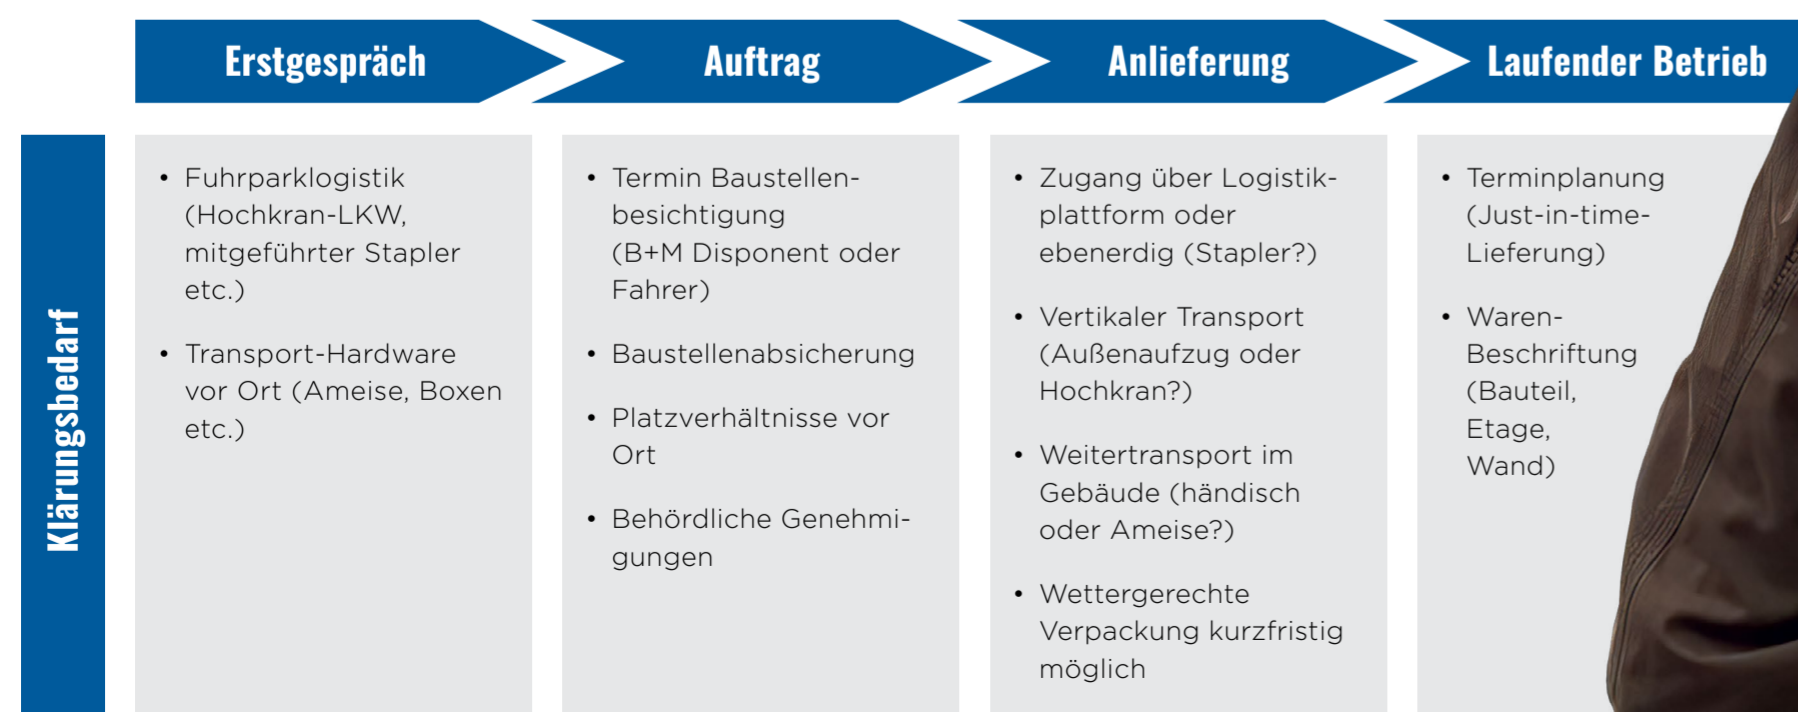 Erstgespräch
Auftrag
Anlieferung
Laufender Betrieb
Klärungsbedarf
• Fuhrparklogistik
(Hochkran-LKW,
mitgeführter Stapler
etc.)
• Transport-Hardware
vor Ort (Ameise, Boxen
etc.)
• Termin Baustellen-
besichtigung
(B+M Disponent oder
Fahrer)
• Baustellenabsicherung
• Platzverhältnisse vor
Ort
• Behördliche Genehmi-
gungen
• Zugang über Logistik-
plattform oder
ebenerdig (Stapler?)
• Vertikaler Transport
(Außenaufzug oder
Hochkran?)
• Weitertransport im
Gebäude (händisch
oder Ameise?)
• Wettergerechte
Verpackung kurzfristig
möglich
• Terminplanung
(Just-in-time-
Lieferung)
• Waren-
Beschriftung
(Bauteil,
Etage,
Wand)